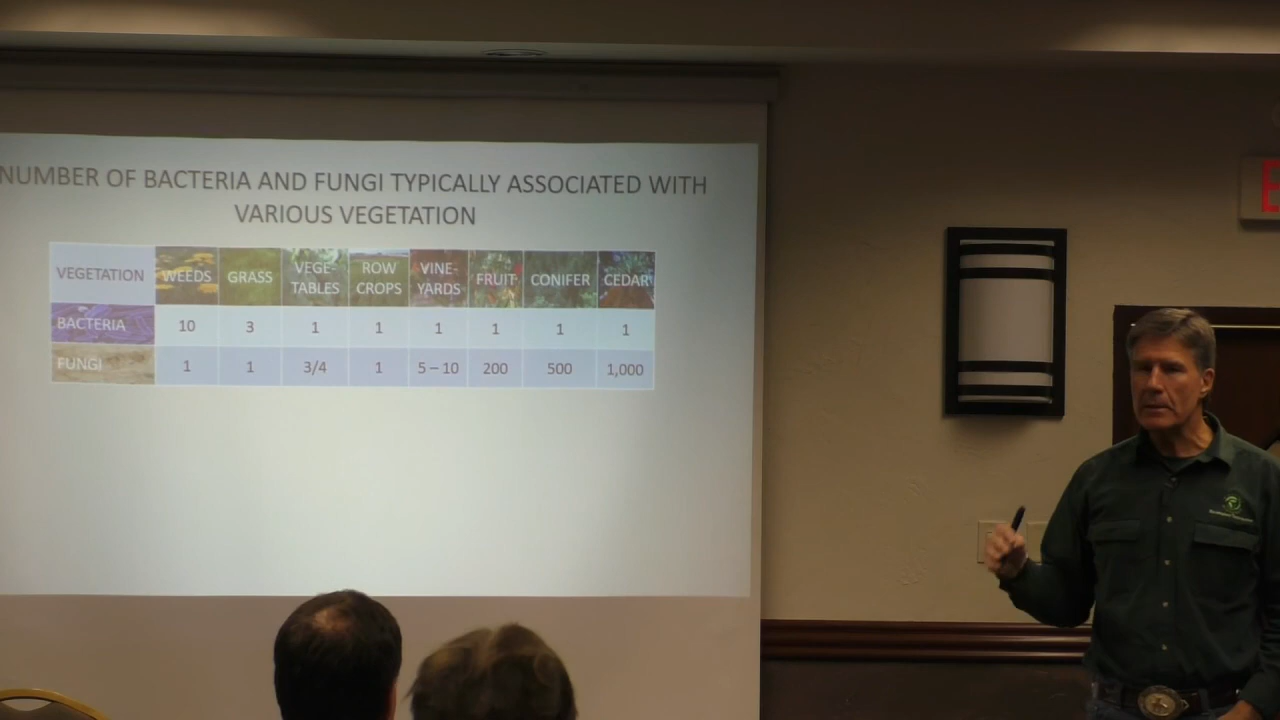 NUMBER OF BACTERIA AND FUNGI TYPICALLY ASSOCIATED WITH
VARIOUS VEGETATION
VEGETATION WEEDS GRASS VEGE-TABLES ROW CROPS VINE-YARDS FRUIT CONIFER CEDAR
BACTERIA 10 3 1 1 1 1 1 1
FUNGI 1 1 3/4 1 5 – 10 200 500 1,000